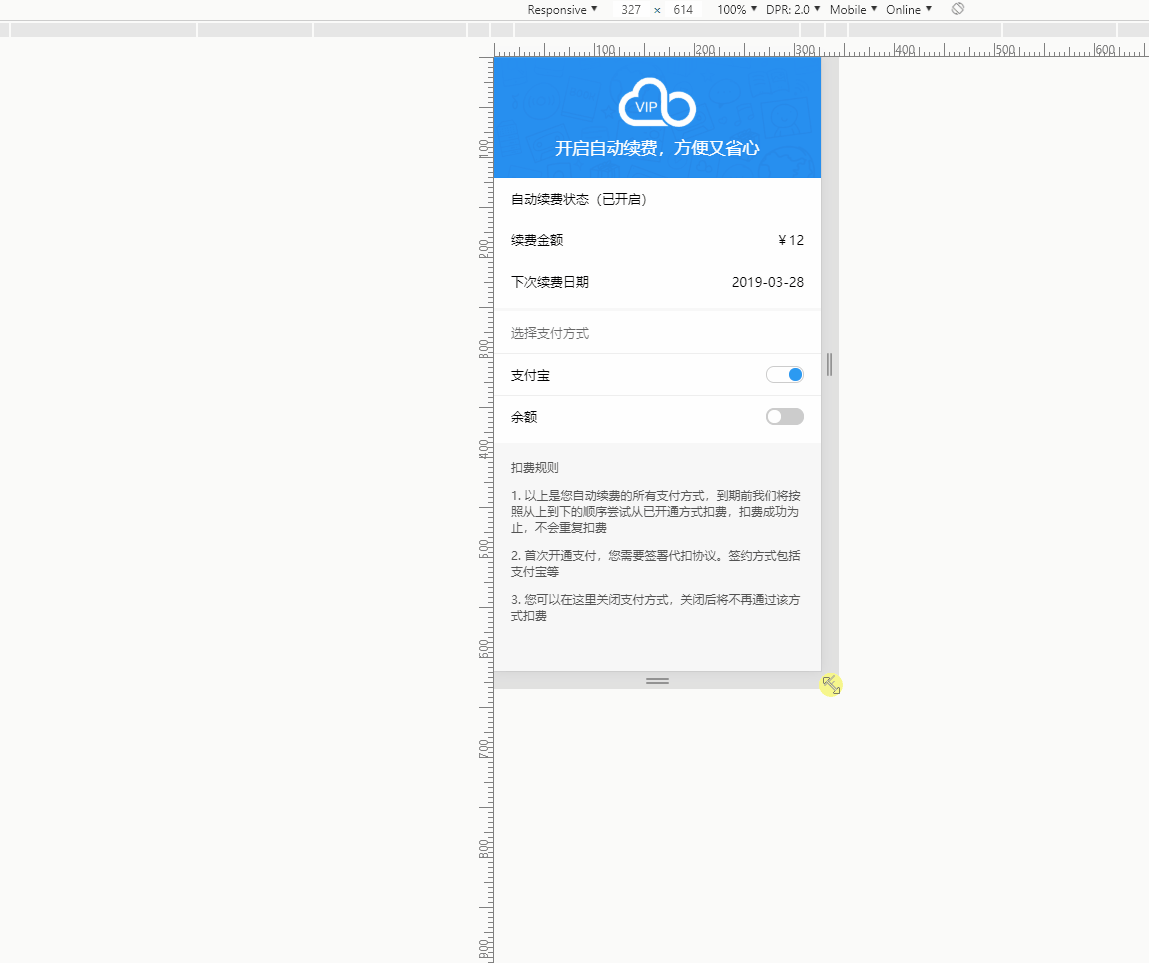 Responsive ▼ 327 × 614 100% ▼ DPR: 2.0 ▼ Mobile ▼ Online ▼
100 200 300 400 500 600
VIP
开启自动续费，方便又省心
自动续费状态（已开启）
续费金额 ￥12
下次续费日期 2019-03-28
选择支付方式
支付宝
余额
扣费规则
1. 以上是您自动续费的所有支付方式，到期前我们将按
照从上到下的顺序尝试从已开通方式扣费，扣费成功为
止，不会重复扣费
2. 首次开通支付，您需要签署代扣协议。签约方式包括
支付宝等
3. 您可以在这里关闭支付方式，关闭后将不再通过该方
式扣费
100
200
300
400
500
600
700
800
900